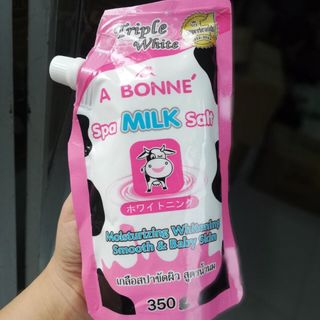 Triple
White
A BONNE'
Spa MILK Salt
ホワイトニング
Moisturizing Whitening
Smooth & Baby Skin
เกลือสปาขัดผิว สูตรน้ำนม
350 g.